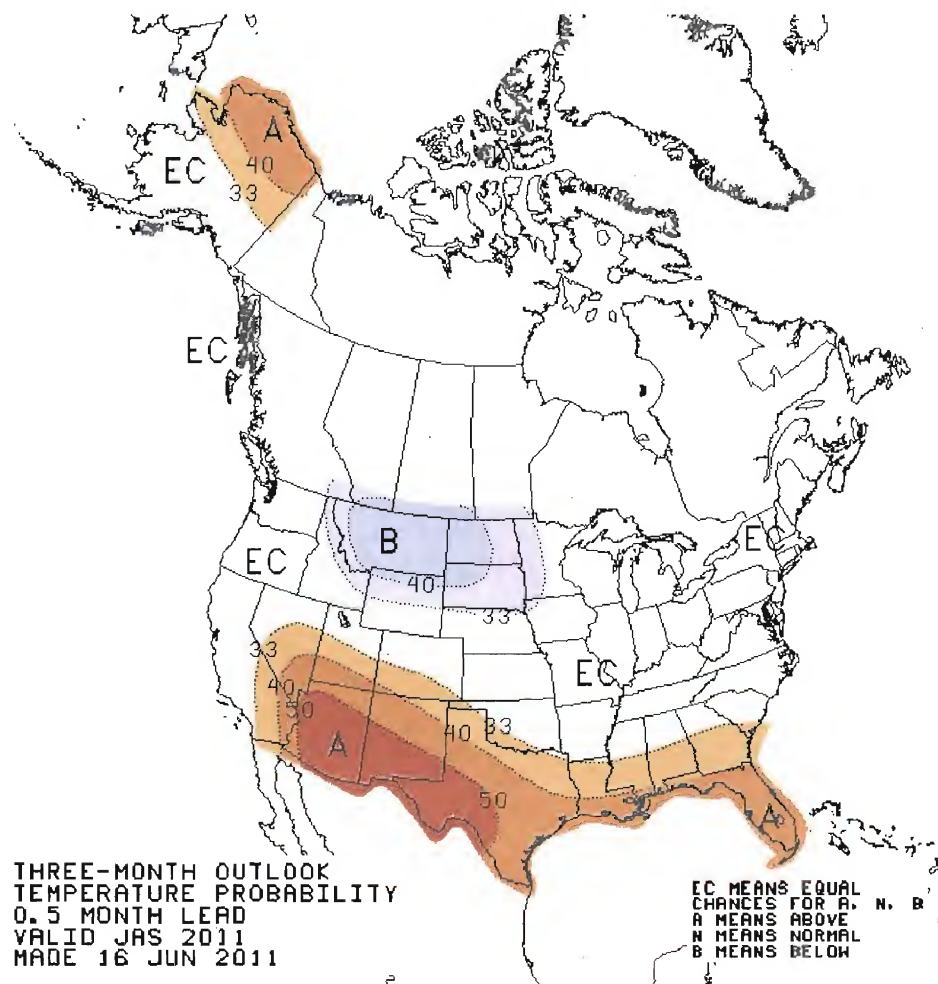 A
EC
40
33
EC
B
EC
EC
40
33
33
EC
40
50
33
40
A
50
A
THREE-MONTH OUTLOOK
TEMPERATURE PROBABILITY
0.5 MONTH LEAD
VALID JAS 2011
MADE 16 JUN 2011
EC MEANS EQUAL
CHANCES FOR A, N, B
A MEANS ABOVE
N MEANS NORMAL
B MEANS BELOW